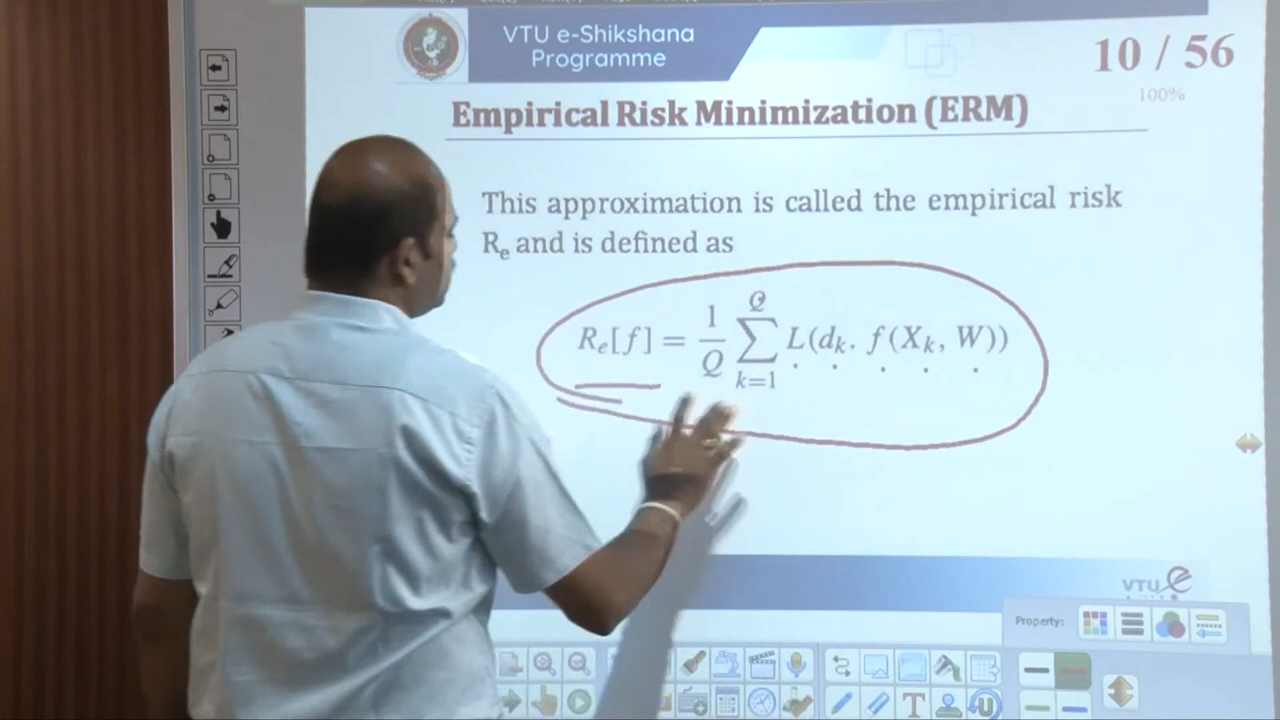 VTU e-Shikshana
Programme
10 / 56
100%
Empirical Risk Minimization (ERM)
This approximation is called the empirical risk
Re and is defined as
Re[f] = 1/Q ∑ Q k=1 L(dk. f(Xk, W))
VTU e
Property:
T
U